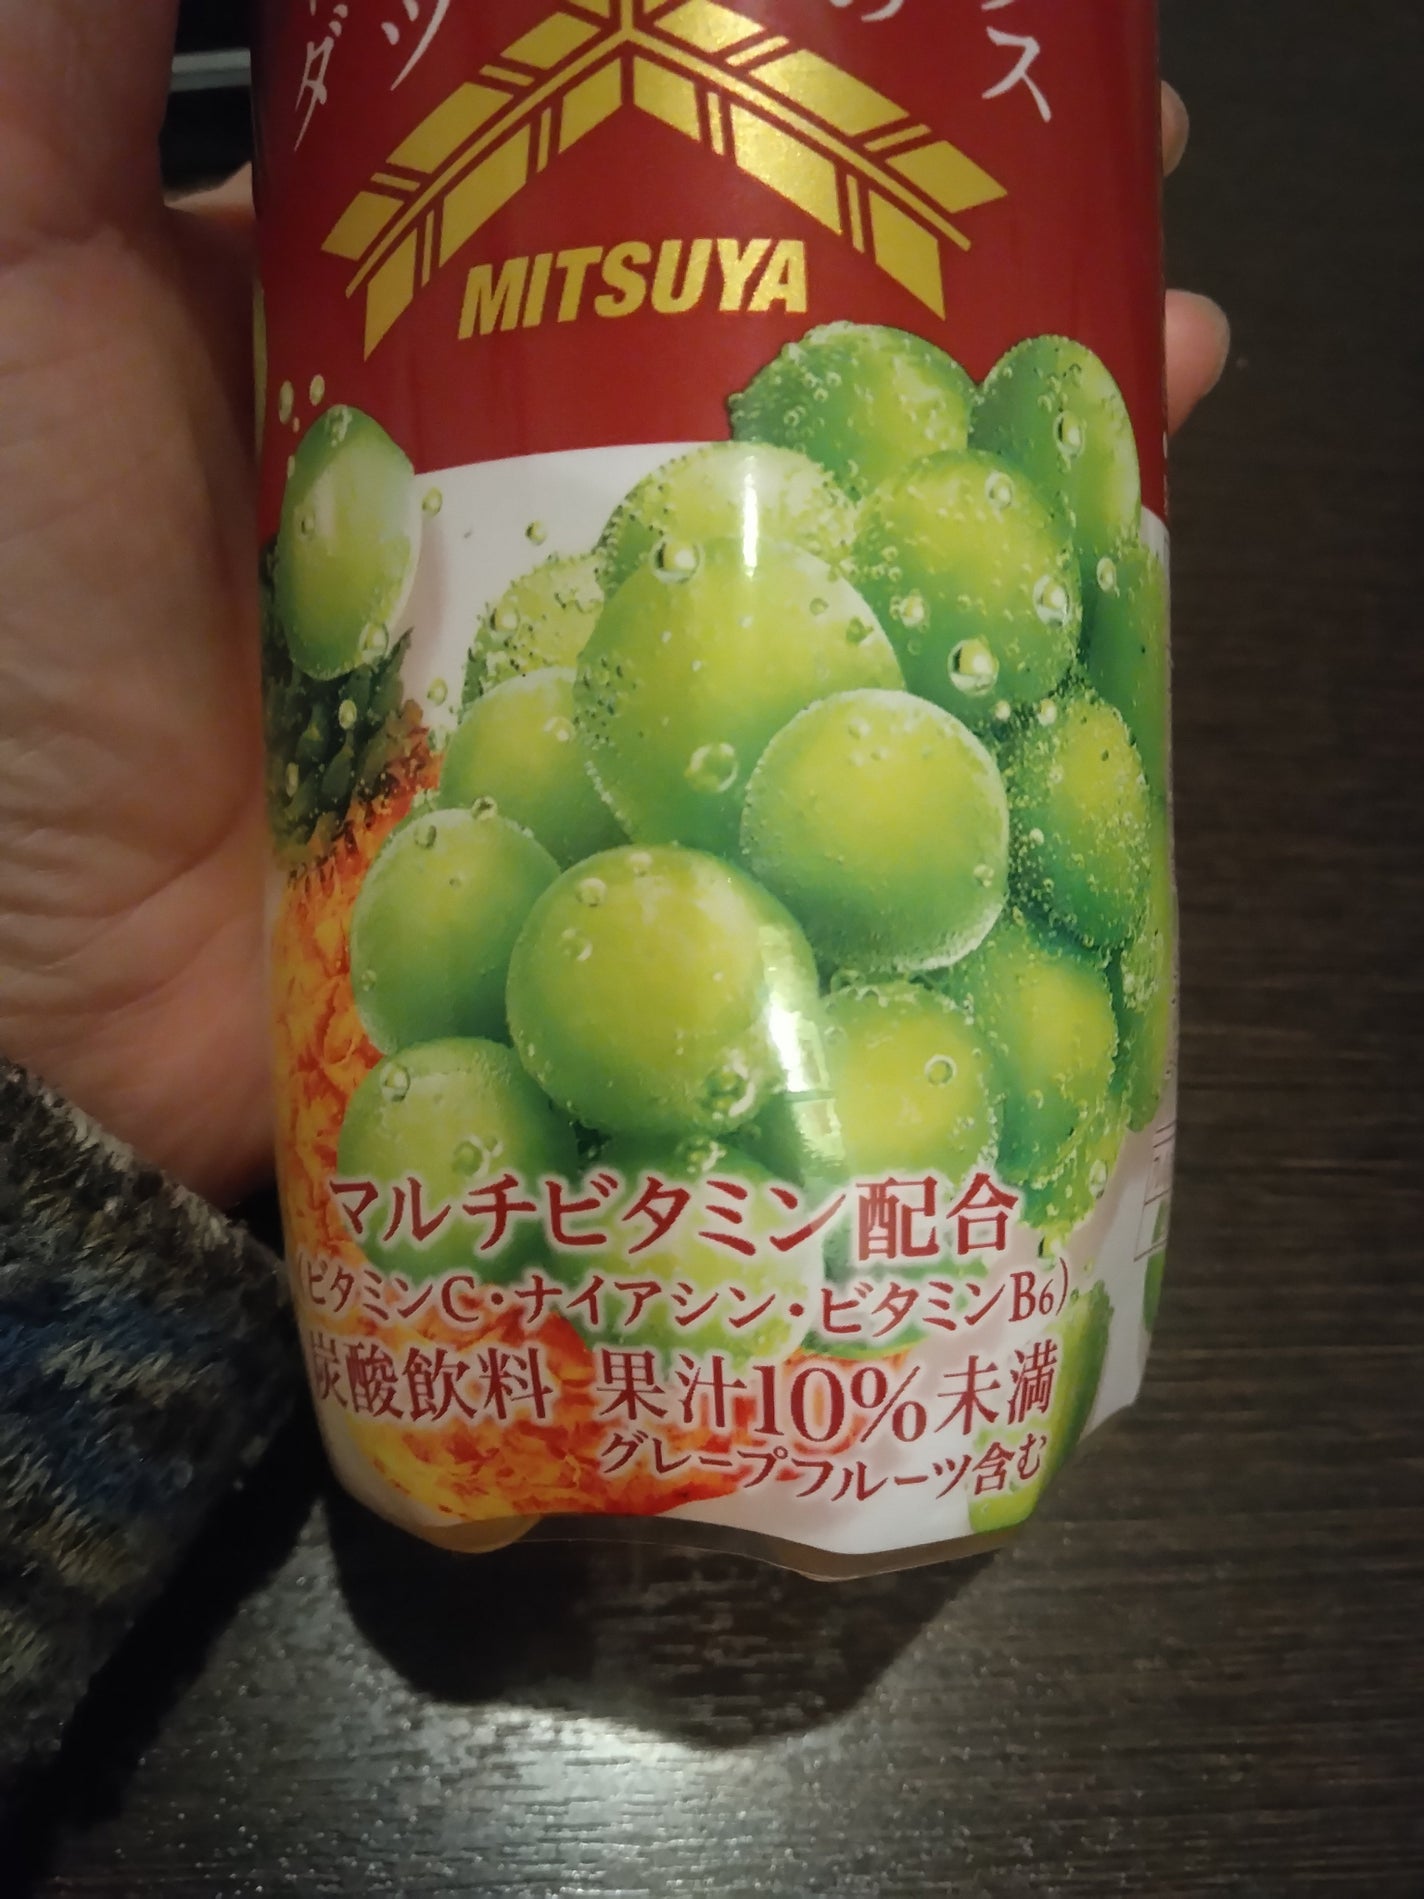 MITSUYA
マルチビタミン配合
(ビタミンC・ナイアシン・ビタミンB6)
炭酸飲料 果汁10%未満
グレープフルーツ含む